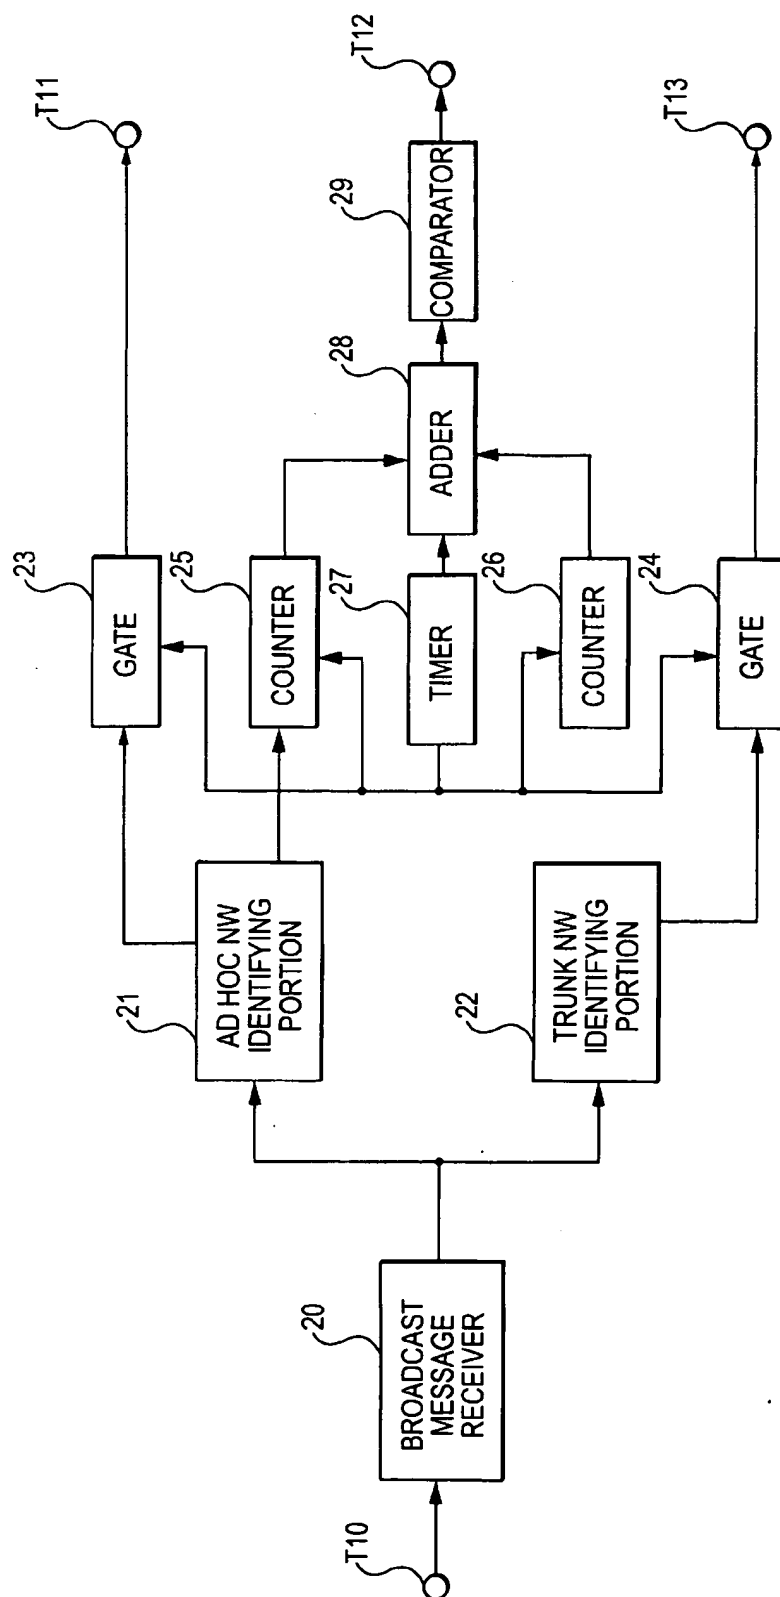 T10
20
BROADCAST
MESSAGE
RECEIVER
21
AD HOC NW
IDENTIFYING
PORTION
22
TRUNK NW
IDENTIFYING
PORTION
23
GATE
25
COUNTER
27
TIMER
26
COUNTER
24
GATE
28
ADDER
29
COMPARATOR
T11
T12
T13